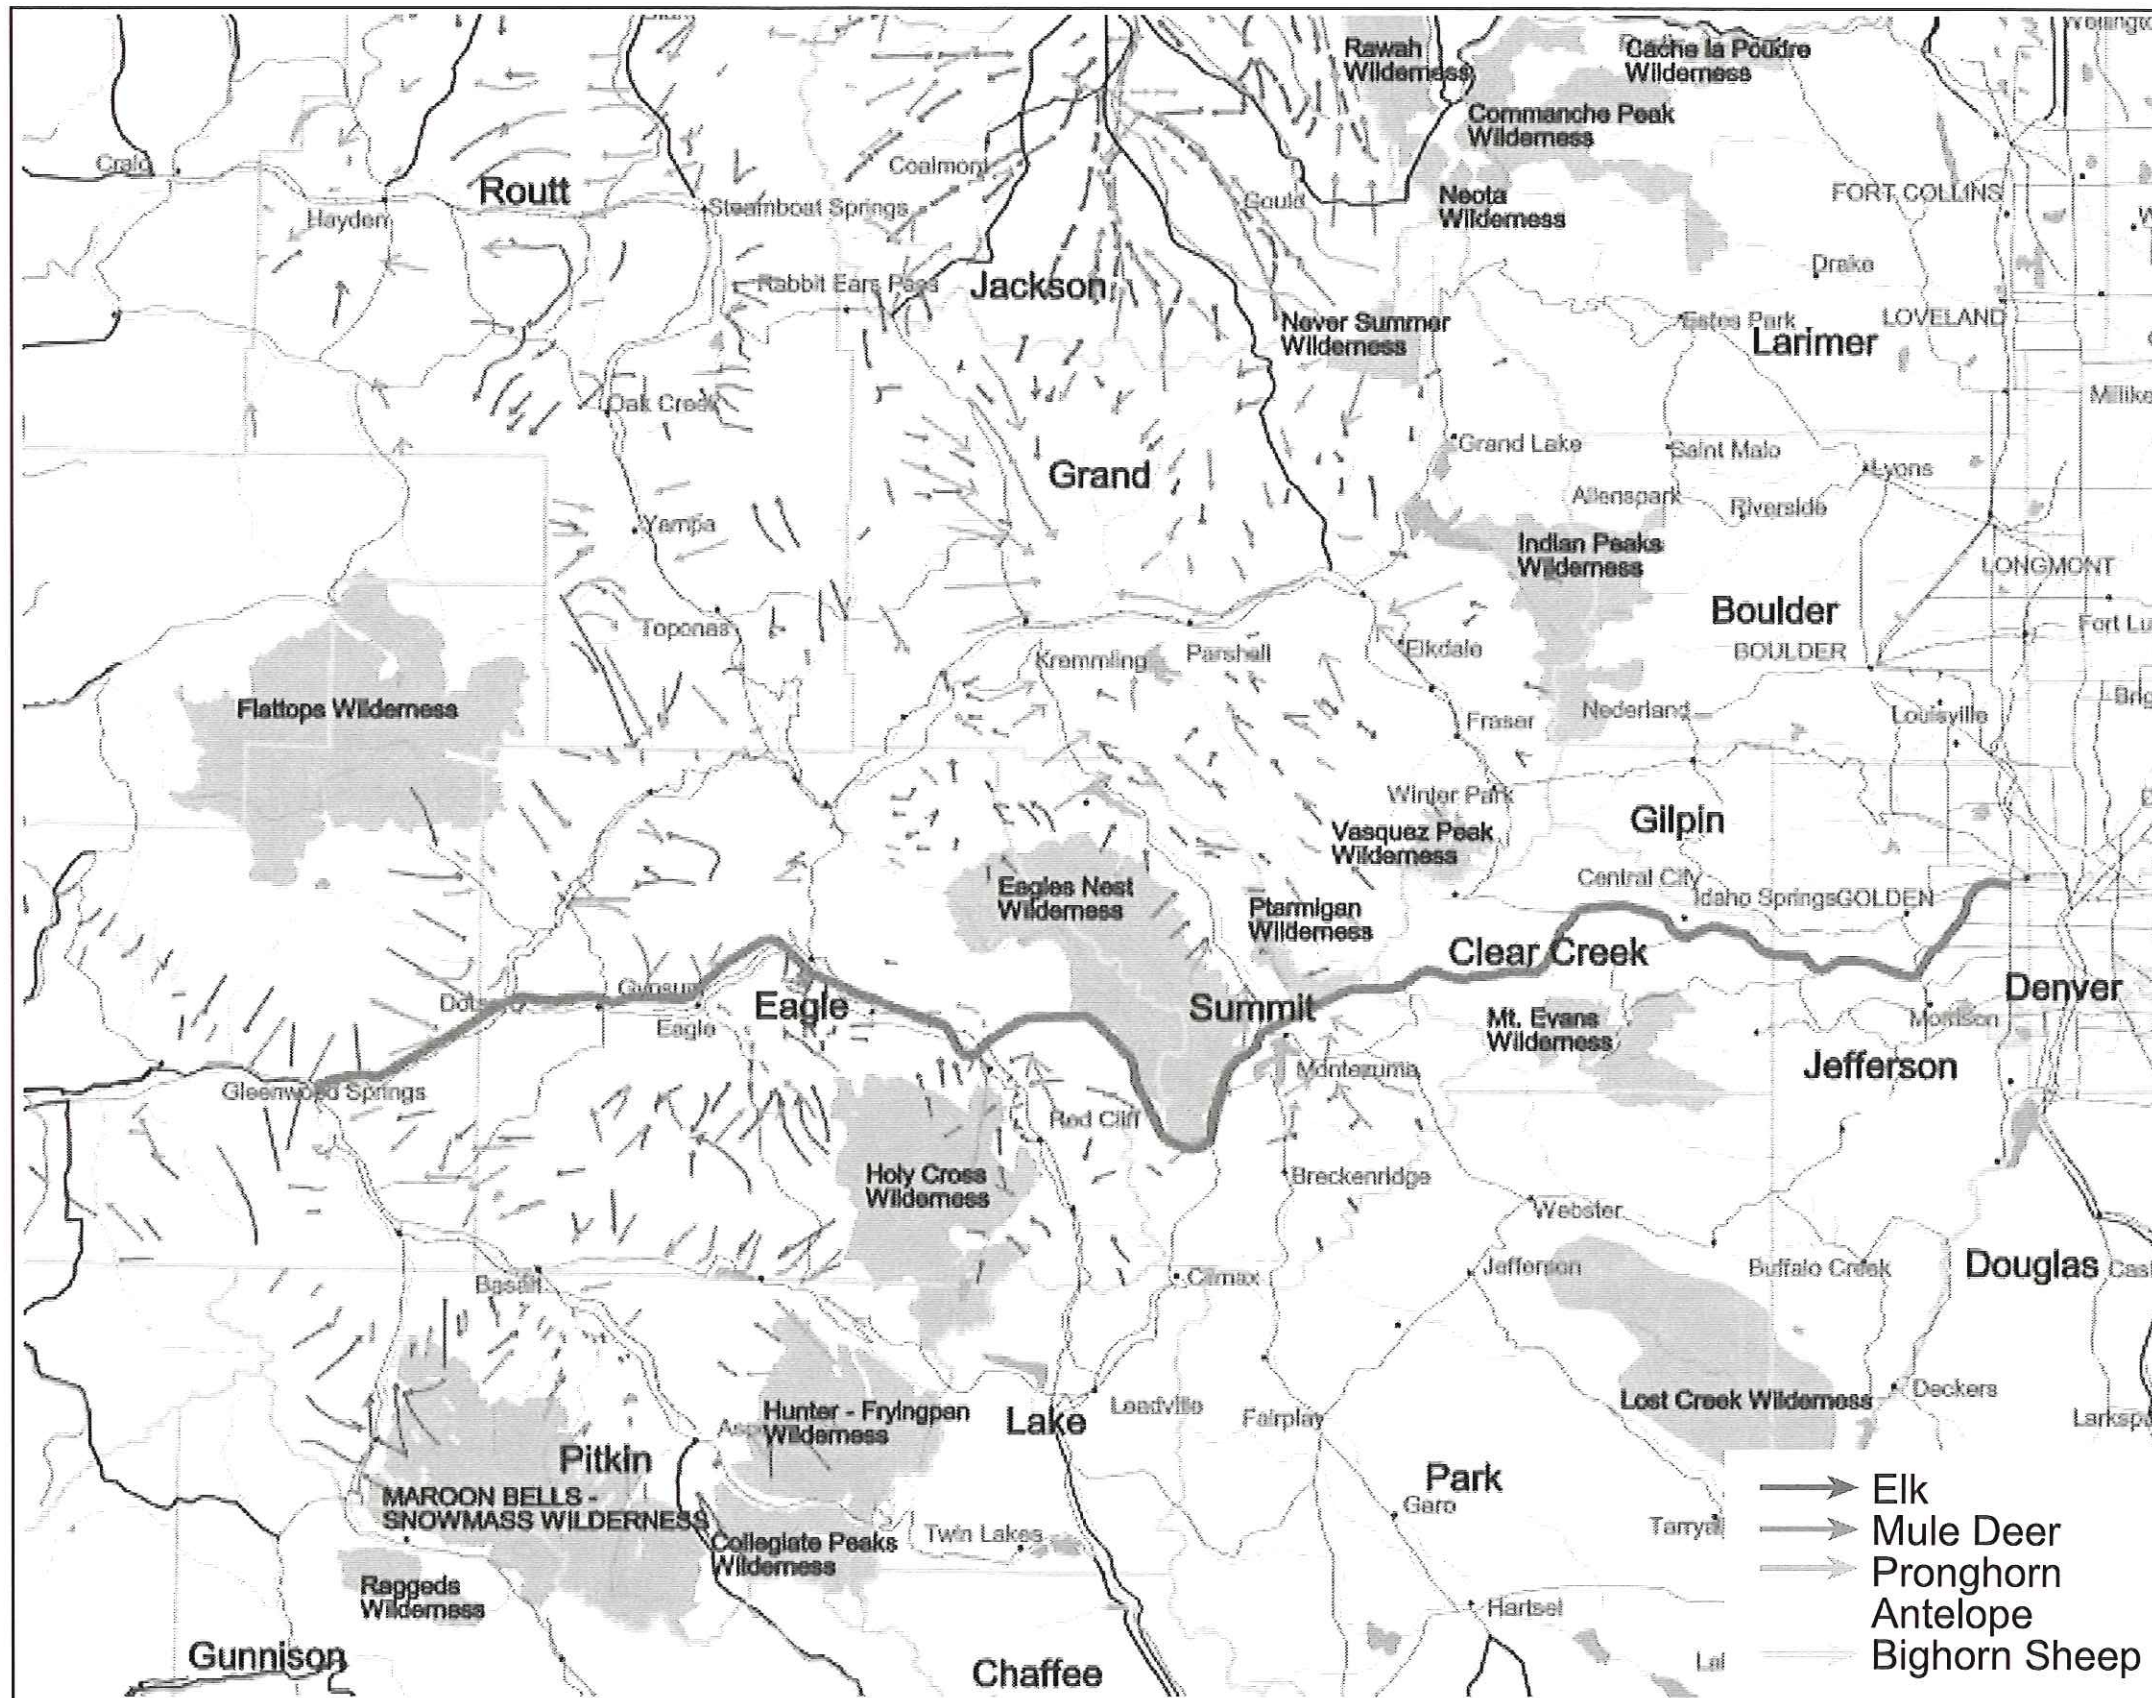 Rawah
Wilderness
Cache la Poudre
Wilderness
Commanche Peak
Wilderness
Craig
Routt
Coalmont
Hayden
Steamboat Springs
Gould
Neota
Wilderness
FORT COLLINS
Drake
Rabbit Ears Pass
Jackson
Never Summer
Wilderness
Estes Park
LOVELAND
Larimer
Oak Creek
Grand Lake
Saint Malo
Lyons
Grand
Allenspark
Riverside
Yampa
Indian Peaks
Wilderness
LONGMONT
Boulder
BOULDER
Toponas
Kremmling
Parshall
Elkdale
Flattops Wilderness
Fraser
Nederland
Louisville
Winter Park
Gilpin
Vasquez Peak
Wilderness
Eagles Nest
Wilderness
Ptarmigan
Wilderness
Central City
Idaho Springs
GOLDEN
Clear Creek
Gypsum
Eagle
Eagle
Summit
Denver
Mt. Evans
Wilderness
Morrison
Jefferson
Gleenwood Springs
Montezuma
Red Cliff
Holy Cross
Wilderness
Breckenridge
Webster
Basalt
Climax
Jefferson
Buffalo Creek
Douglas
Lost Creek Wilderness
Deckers
Hunter - Fryingpan
Wilderness
Lake
Leadville
Fairplay
Pitkin
Park
MAROON BELLS -
SNOWMASS WILDERNESS
Garo
Collegiate Peaks
Wilderness
Twin Lakes
Raggeds
Wilderness
Hartsel
Gunnison
Chaffee
Elk
Mule Deer
Pronghorn
Antelope
Bighorn Sheep